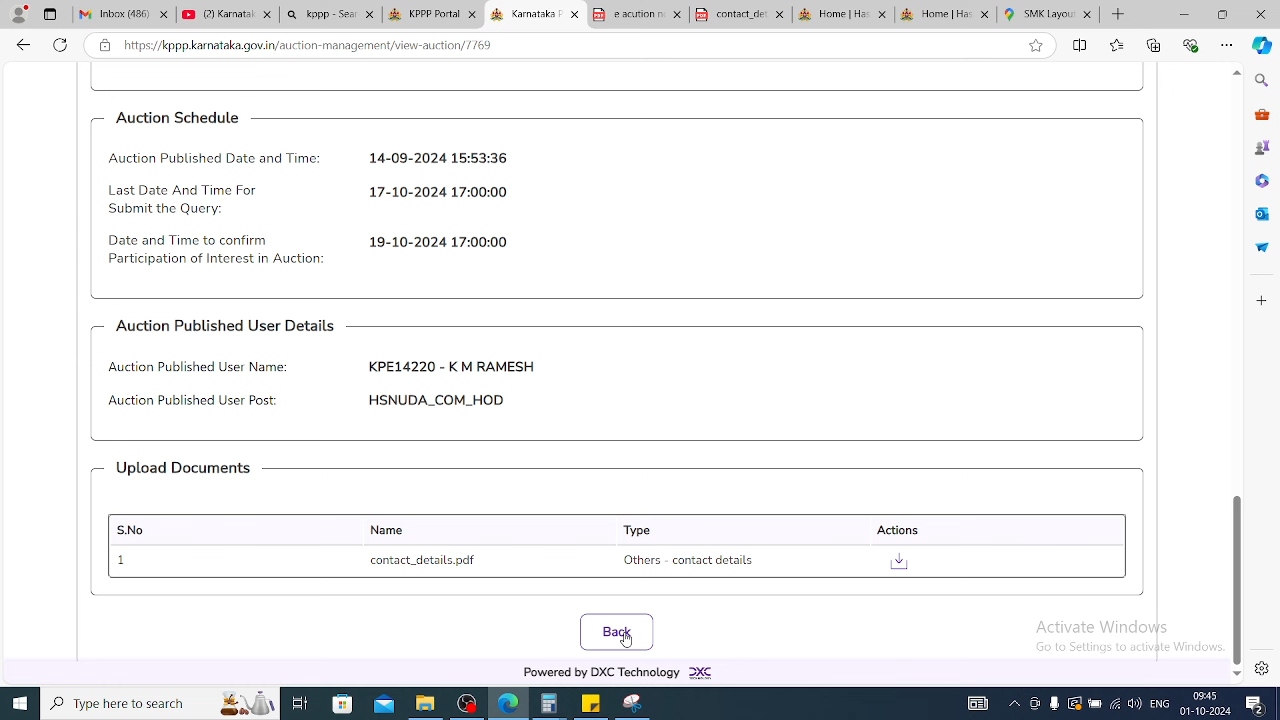 Inbox (486)
(2) Karnatak
kppp - Sea
KPPP Portal
Karnataka P
e acution no
contact_det
Home | Has
Home | Has
SMK Layout
https://kppp.karnataka.gov.in/auction-management/view-auction/7769
Auction Schedule
Auction Published Date and Time: 14-09-2024 15:53:36
Last Date And Time For 17-10-2024 17:00:00
Submit the Query:
Date and Time to confirm 19-10-2024 17:00:00
Participation of Interest in Auction:
Auction Published User Details
Auction Published User Name: KPE14220 - K M RAMESH
Auction Published User Post: HSNUDA_COM_HOD
Upload Documents
S.No Name Type Actions
1 contact_details.pdf Others - contact details
Back
Activate Windows
Go to Settings to activate Windows.
Powered by DXC Technology DXC
Type here to search
ENG
09:45
01-10-2024
2